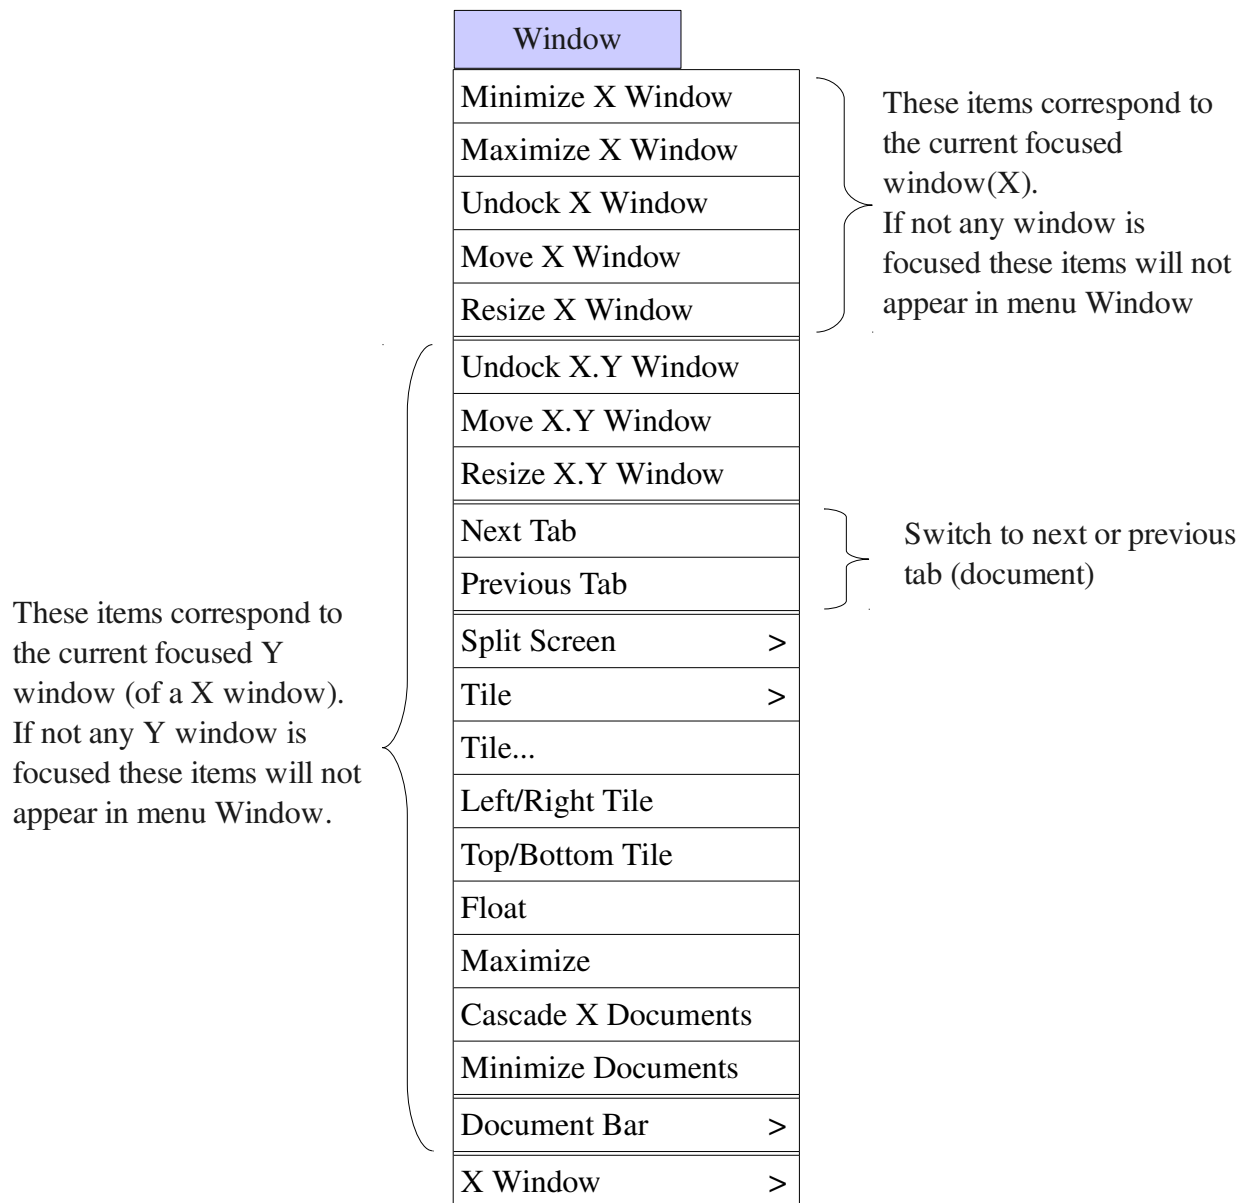 Window
Minimize X Window
Maximize X Window
Undock X Window
Move X Window
Resize X Window
Undock X.Y Window
Move X.Y Window
Resize X.Y Window
Next Tab
Previous Tab
Split Screen >
Tile >
Tile...
Left/Right Tile
Top/Bottom Tile
Float
Maximize
Cascade X Documents
Minimize Documents
Document Bar >
X Window >
These items correspond to
the current focused
window(X).
If not any window is
focused these items will not
appear in menu Window
Switch to next or previous
tab (document)
These items correspond to
the current focused Y
window (of a X window).
If not any Y window is
focused these items will not
appear in menu Window.